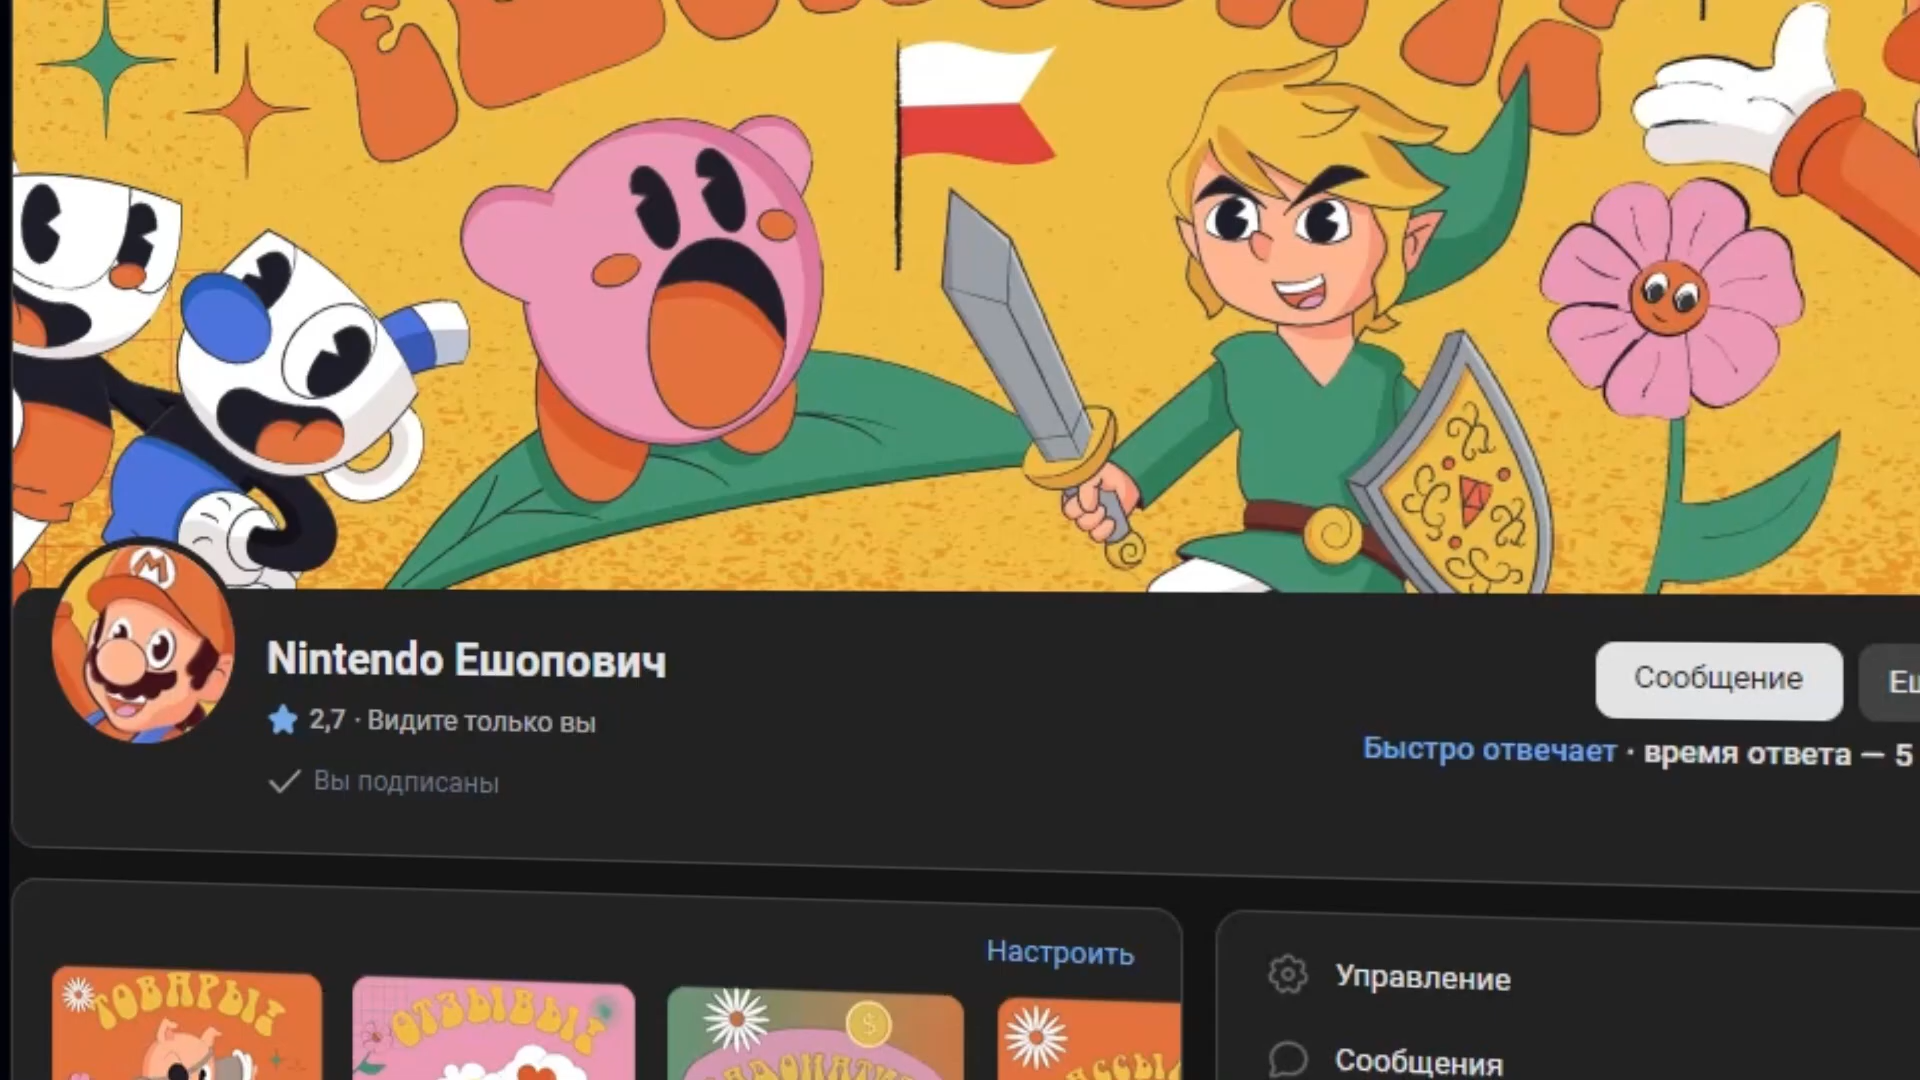 M
Nintendo Ешопович
2,7 · Видите только вы
Вы подписаны
Сообщение
Быстро отвечает · время ответа — 5
Настроить
ТОВАРЫ
ОТЗЫВЫ
$
Управление
Сообщения